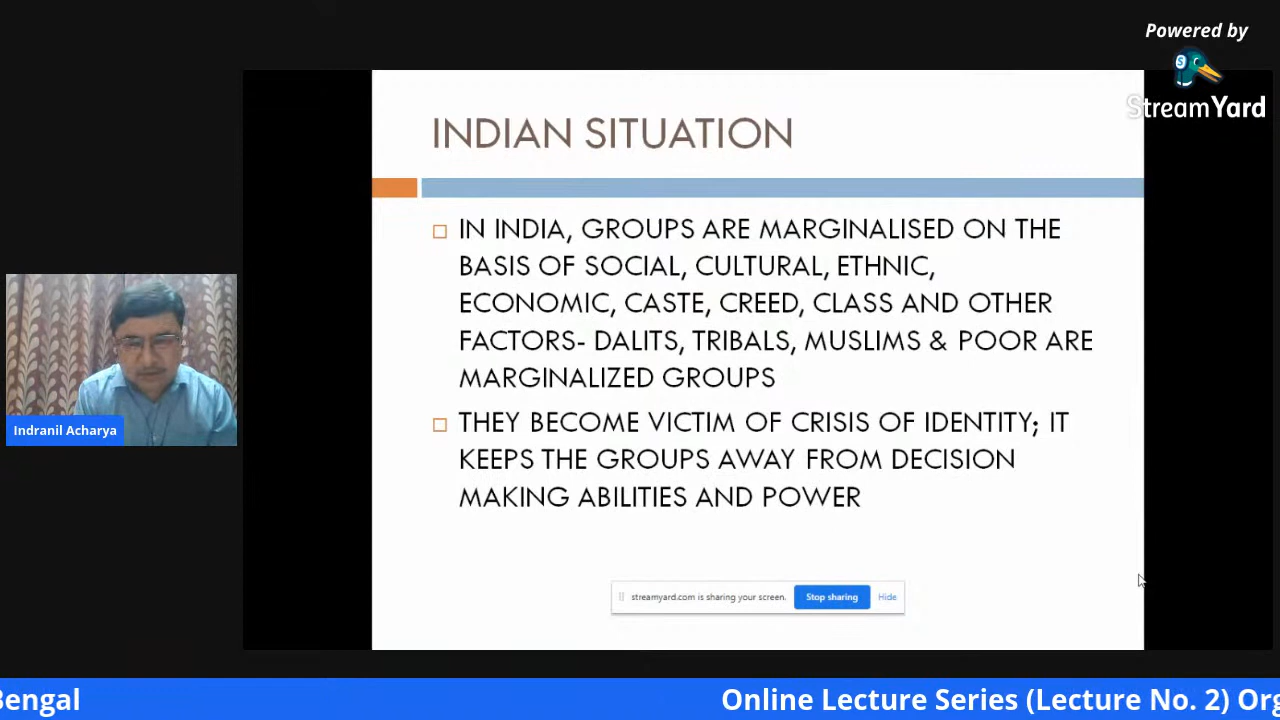 Powered by
StreamYard
INDIAN SITUATION
IN INDIA, GROUPS ARE MARGINALISED ON THE
BASIS OF SOCIAL, CULTURAL, ETHNIC,
ECONOMIC, CASTE, CREED, CLASS AND OTHER
FACTORS- DALITS, TRIBALS, MUSLIMS & POOR ARE
MARGINALIZED GROUPS
THEY BECOME VICTIM OF CRISIS OF IDENTITY; IT
KEEPS THE GROUPS AWAY FROM DECISION
MAKING ABILITIES AND POWER
Indranil Acharya
streamyard.com is sharing your screen. Stop sharing Hide
Bengal Online Lecture Series (Lecture No. 2) Org